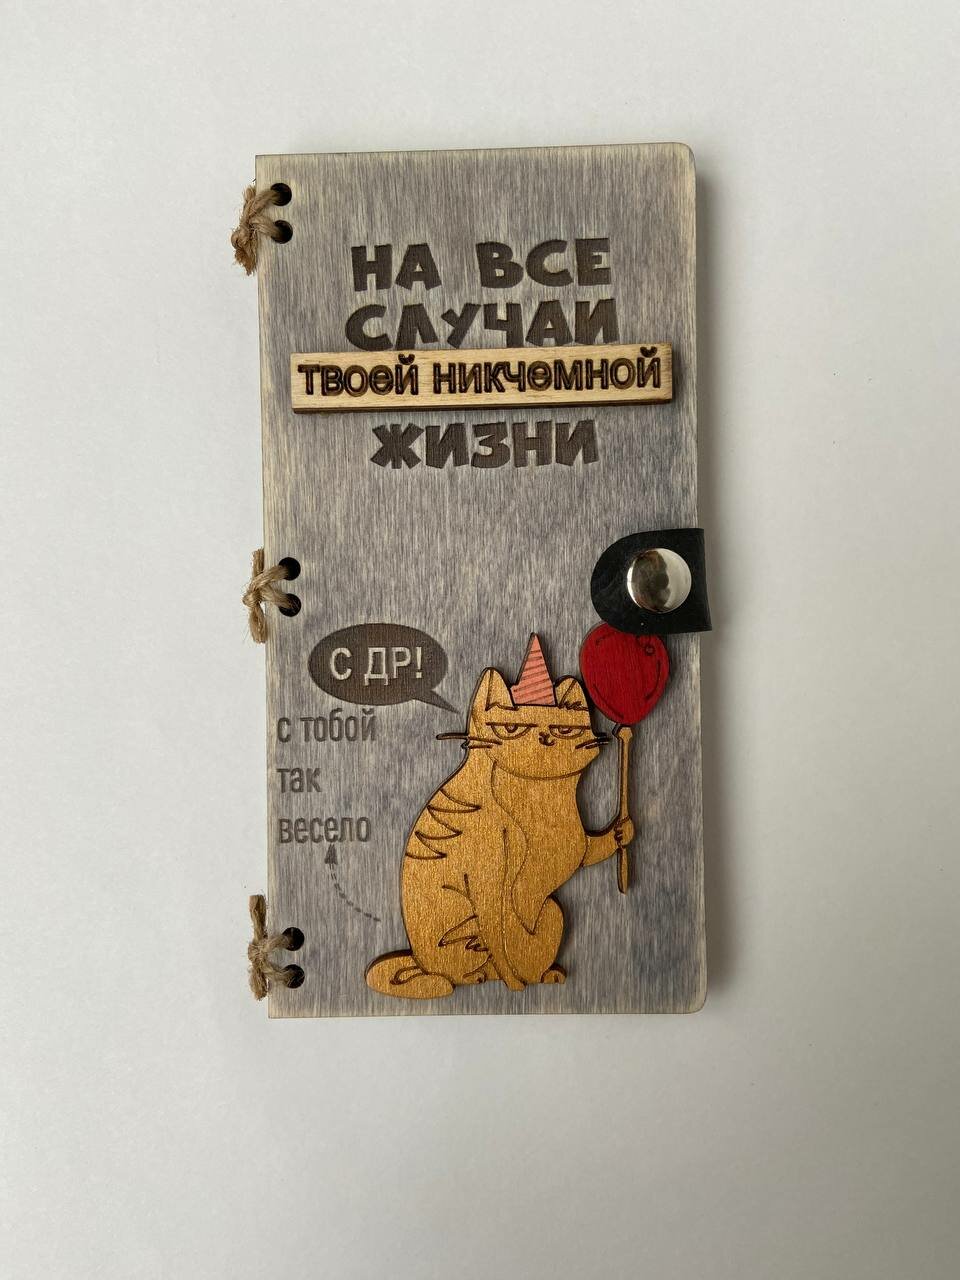 НА ВСЕ
СЛУЧАИ
ТВОЕЙ НИКЧЕМНОЙ
ЖИЗНИ
С ДР!
с тобой
так
весело